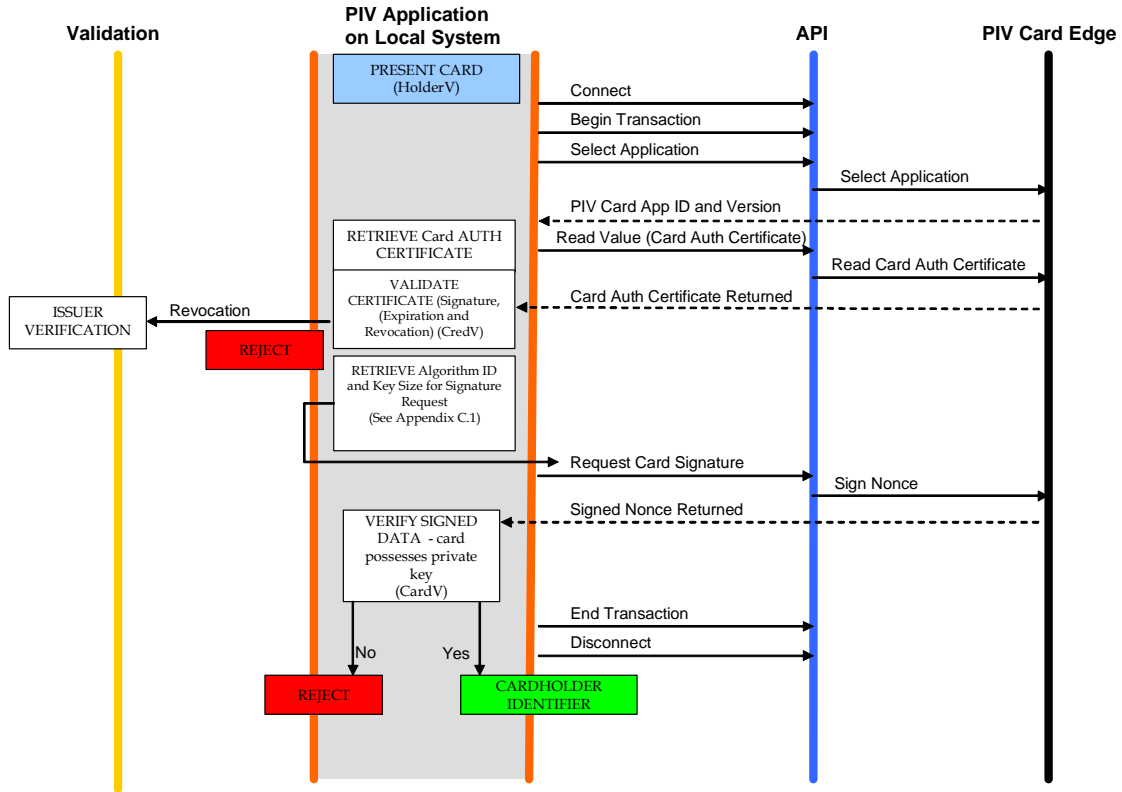 Validation
PIV Application
on Local System
API
PIV Card Edge
PRESENT CARD
(HolderV)
Connect
Begin Transaction
Select Application
Select Application
PIV Card App ID and Version
RETRIEVE Card AUTH
CERTIFICATE
Read Value (Card Auth Certificate)
Read Card Auth Certificate
VALIDATE
CERTIFICATE (Signature,
(Expiration and
Revocation) (CredV)
Card Auth Certificate Returned
Revocation
ISSUER
VERIFICATION
REJECT
RETRIEVE Algorithm ID
and Key Size for Signature
Request
(See Appendix C.1)
Request Card Signature
Sign Nonce
Signed Nonce Returned
VERIFY SIGNED
DATA - card
possesses private
key
(CardV)
End Transaction
Disconnect
No
Yes
REJECT
CARDHOLDER
IDENTIFIER